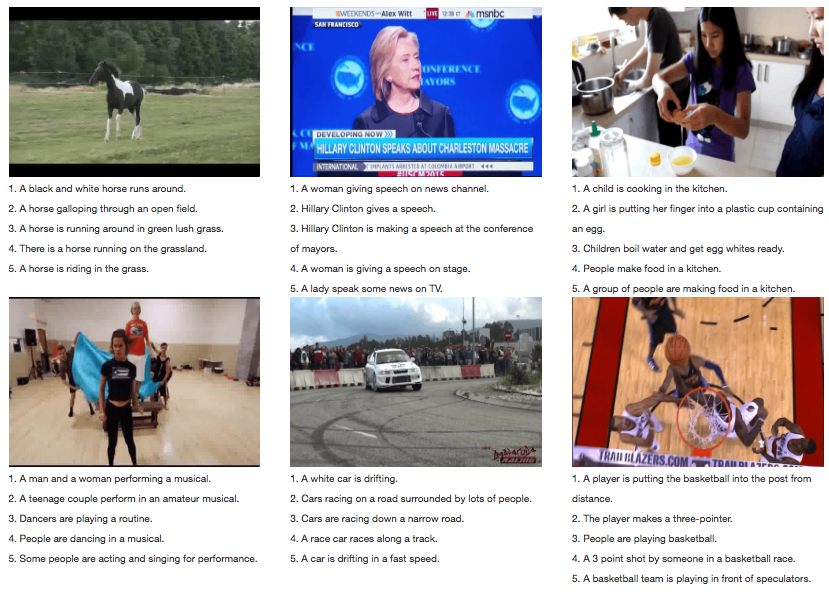 WEEKENDS with Alex Witt LIVE 12:38 ET msnbc
SAN FRANCISCO
NCE
ONFERENCE
AYORS
DEVELOPING NOW
HILLARY CLINTON SPEAKS ABOUT CHARLESTON MASSACRE
INTERNATIONAL IMPLANTS ARRESTED AT COLOMBIA AIRPORT
#USCM2015
1. A black and white horse runs around.
2. A horse galloping through an open field.
3. A horse is running around in green lush grass.
4. There is a horse running on the grassland.
5. A horse is riding in the grass.
1. A woman giving speech on news channel.
2. Hillary Clinton gives a speech.
3. Hillary Clinton is making a speech at the conference
of mayors.
4. A woman is giving a speech on stage.
5. A lady speak some news on TV.
1. A child is cooking in the kitchen.
2. A girl is putting her finger into a plastic cup containing
an egg.
3. Children boil water and get egg whites ready.
4. People make food in a kitchen.
5. A group of people are making food in a kitchen.
TRAILBLAZERS.COM TRAILBLAZERS
1. A man and a woman performing a musical.
2. A teenage couple perform in an amateur musical.
3. Dancers are playing a routine.
4. People are dancing in a musical.
5. Some people are acting and singing for performance.
1. A white car is drifting.
2. Cars racing on a road surrounded by lots of people.
3. Cars are racing down a narrow road.
4. A race car races along a track.
5. A car is drifting in a fast speed.
1. A player is putting the basketball into the post from
distance.
2. The player makes a three-pointer.
3. People are playing basketball.
4. A 3 point shot by someone in a basketball race.
5. A basketball team is playing in front of speculators.